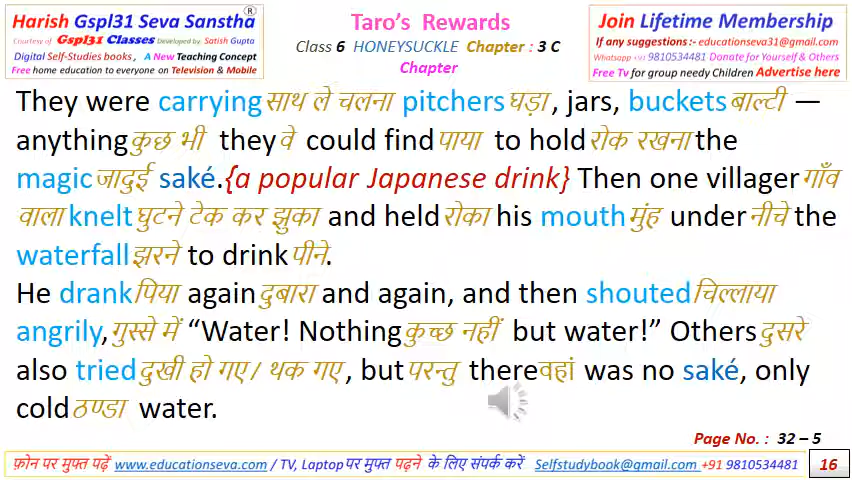 Harish Gspl31 Seva Sanstha®
Courtesy of Gspl31 Classes Developed by Satish Gupta
Digital Self-Studies books, A New Teaching Concept
Free home education to everyone on Television & Mobile
Taro’s Rewards
Class 6 HONEYSUCKLE Chapter : 3 C
Chapter
Join Lifetime Membership
If any suggestions :- educationseva31@gmail.com
Whatsapp +91 9810534481 Donate for Yourself & Others
Free Tv for group needy Children Advertise here
They were carrying साथ ले चलना pitchers घड़ा, jars, buckets बाल्टी —
anything कुछ भी they वे could find पाया to hold रोक रखना the
magic जादुई saké.{a popular Japanese drink} Then one villager गाँव
वाला knelt घुटने टेक कर झुका and held रोका his mouth मुंह under नीचे the
waterfall झरने to drink पीने.
He drank पिया again दुबारा and again, and then shouted चिल्लाया
angrily, गुस्से में “Water! Nothing कुच्छ नहीं but water!” Others दुसरे
also tried दुखी हो गए/ थक गए, but परन्तु there वहां was no saké, only
cold ठण्डा water.
Page No. : 32 – 5
फ़ोन पर मुफ्त पढ़ें www.educationseva.com / TV, Laptop पर मुफ्त पढ़ने के लिए संपर्क करें Selfstudybook@gmail.com +91 9810534481
16